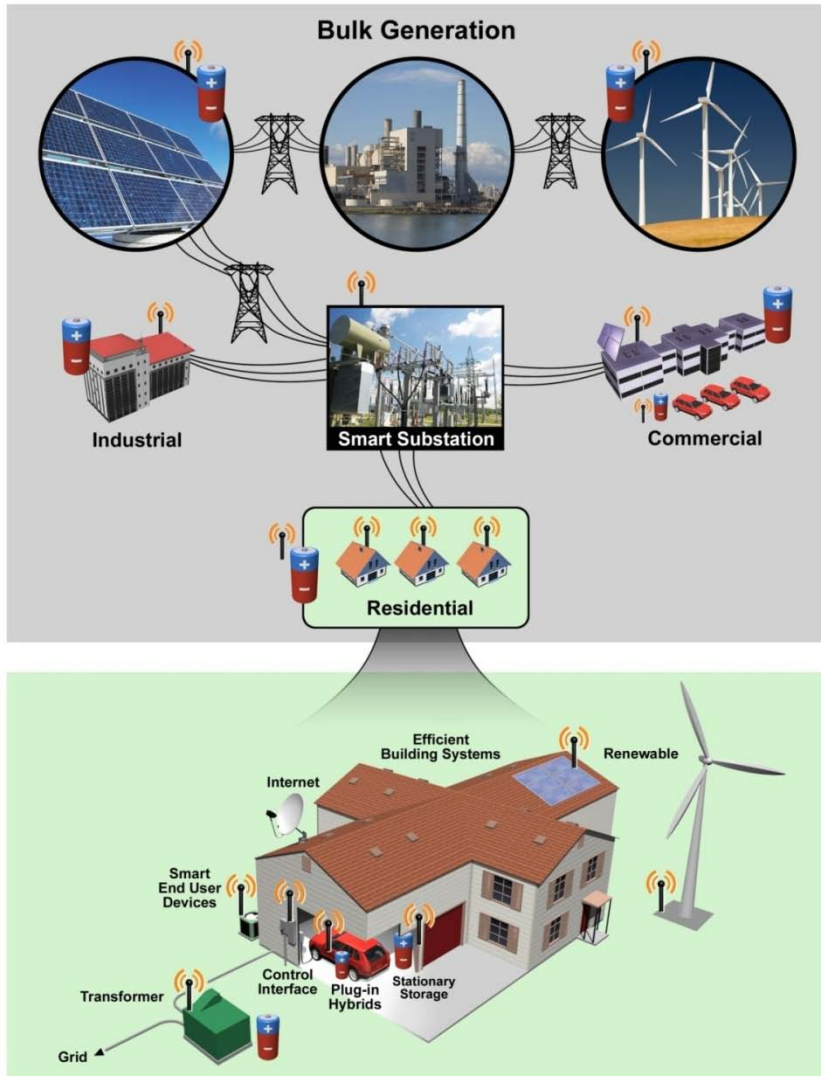 Bulk Generation
Industrial
Smart Substation
Commercial
Residential
Efficient
Building Systems
Renewable
Internet
Smart
End User
Devices
Control
Interface
Plug-in
Hybrids
Stationary
Storage
Transformer
Grid